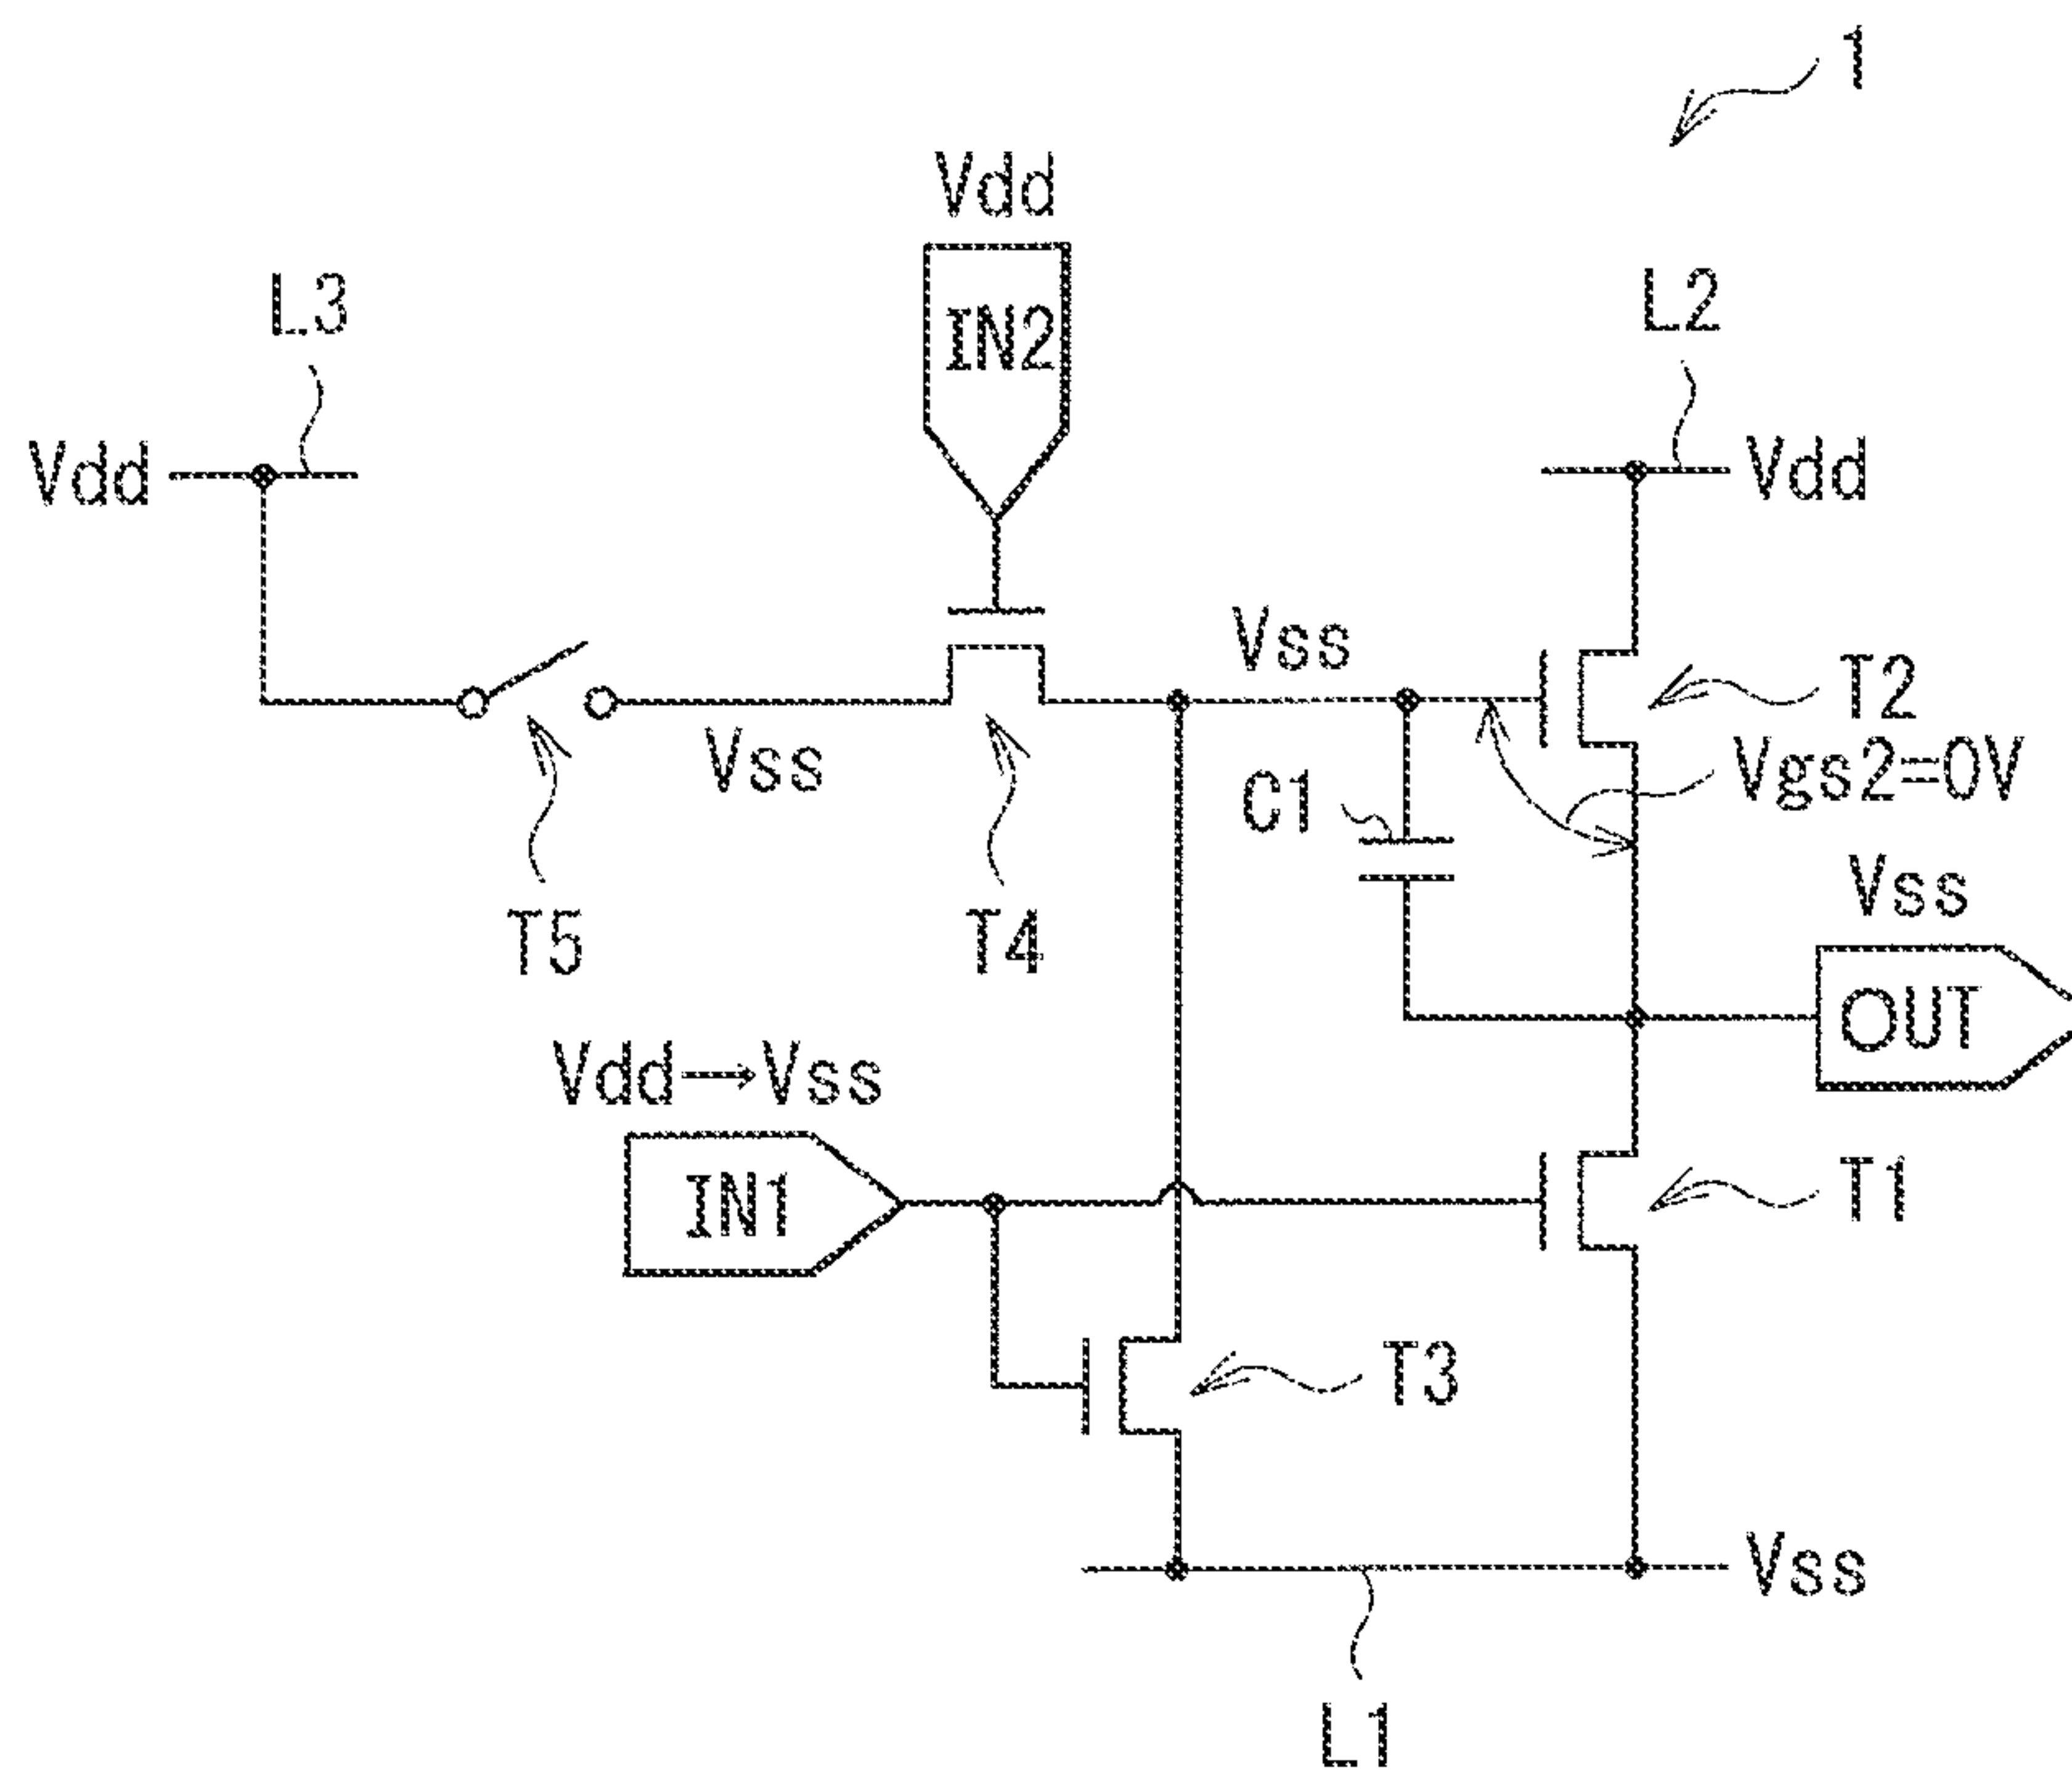 1
Vdd
L3
IN2
L2
Vdd
Vdd
Vss
T2
Vss
C1
Vgs2=0V
T5
T4
Vss
OUT
Vdd→Vss
IN1
T1
T3
Vss
L1